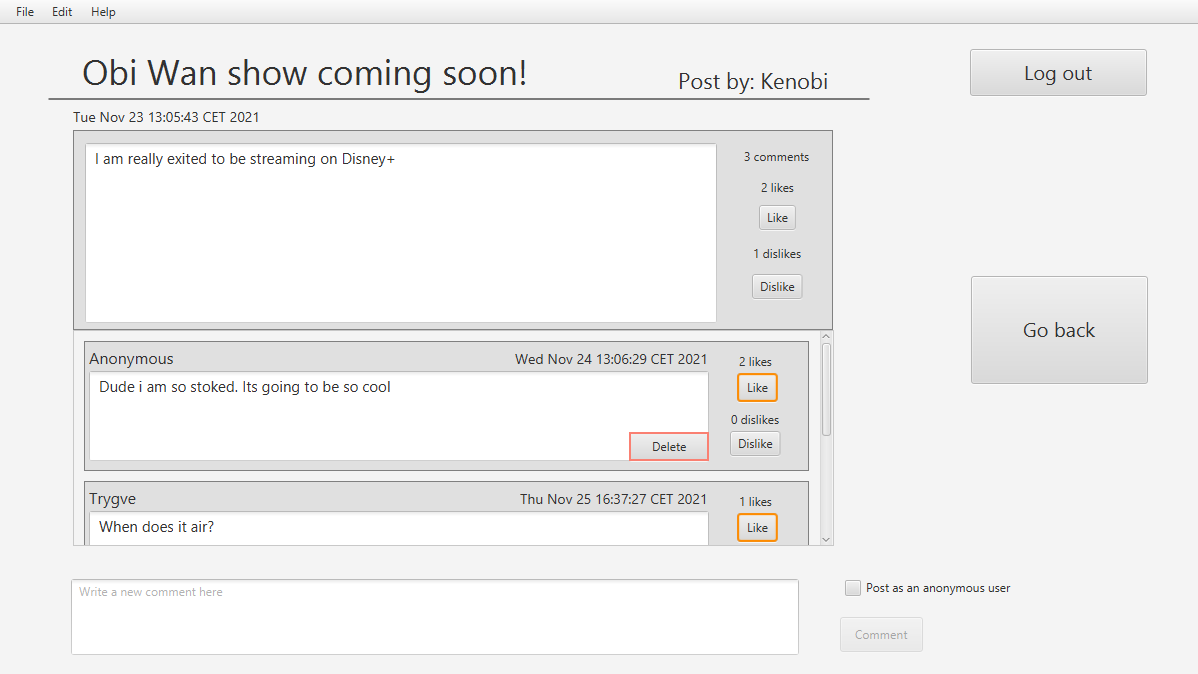 File Edit Help
Obi Wan show coming soon!
Post by: Kenobi
Log out
Tue Nov 23 13:05:43 CET 2021
I am really exited to be streaming on Disney+
3 comments
2 likes
Like
1 dislikes
Dislike
Go back
Anonymous
Wed Nov 24 13:06:29 CET 2021
2 likes
Dude i am so stoked. Its going to be so cool
Like
0 dislikes
Dislike
Delete
Trygve
Thu Nov 25 16:37:27 CET 2021
1 likes
When does it air?
Like
Write a new comment here
Post as an anonymous user
Comment